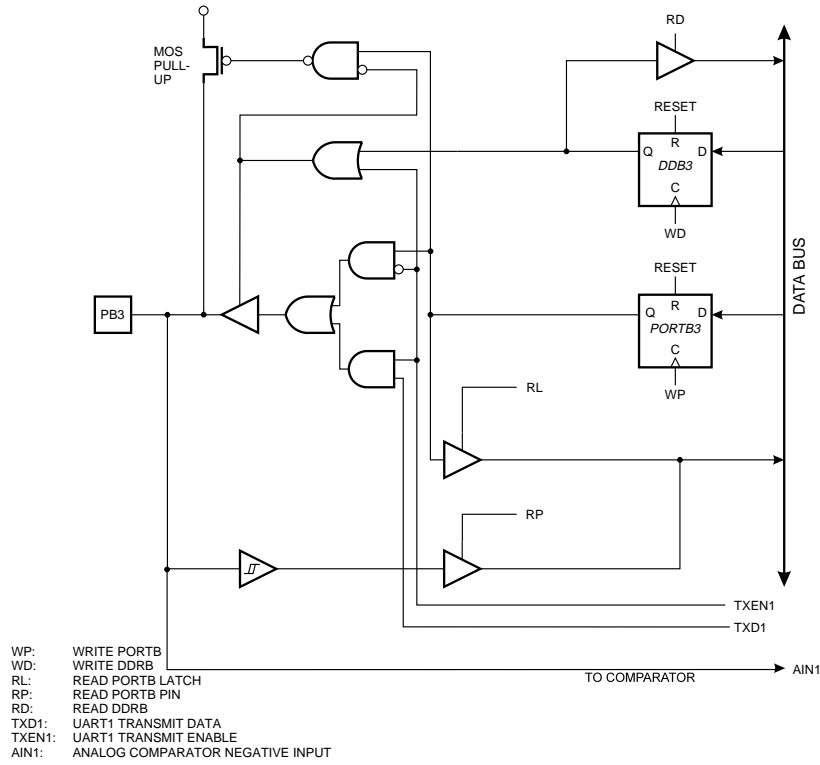 RD
MOS
PULL-
UP
RESET
R
Q
D
DDB3
C
WD
DATA BUS
RESET
R
Q
D
PORTB3
C
WP
PB3
RL
RP
TXEN1
TXD1
TO COMPARATOR
AIN1
WP: WRITE PORTB
WD: WRITE DDRB
RL: READ PORTB LATCH
RP: READ PORTB PIN
RD: READ DDRB
TXD1: UART1 TRANSMIT DATA
TXEN1: UART1 TRANSMIT ENABLE
AIN1: ANALOG COMPARATOR NEGATIVE INPUT